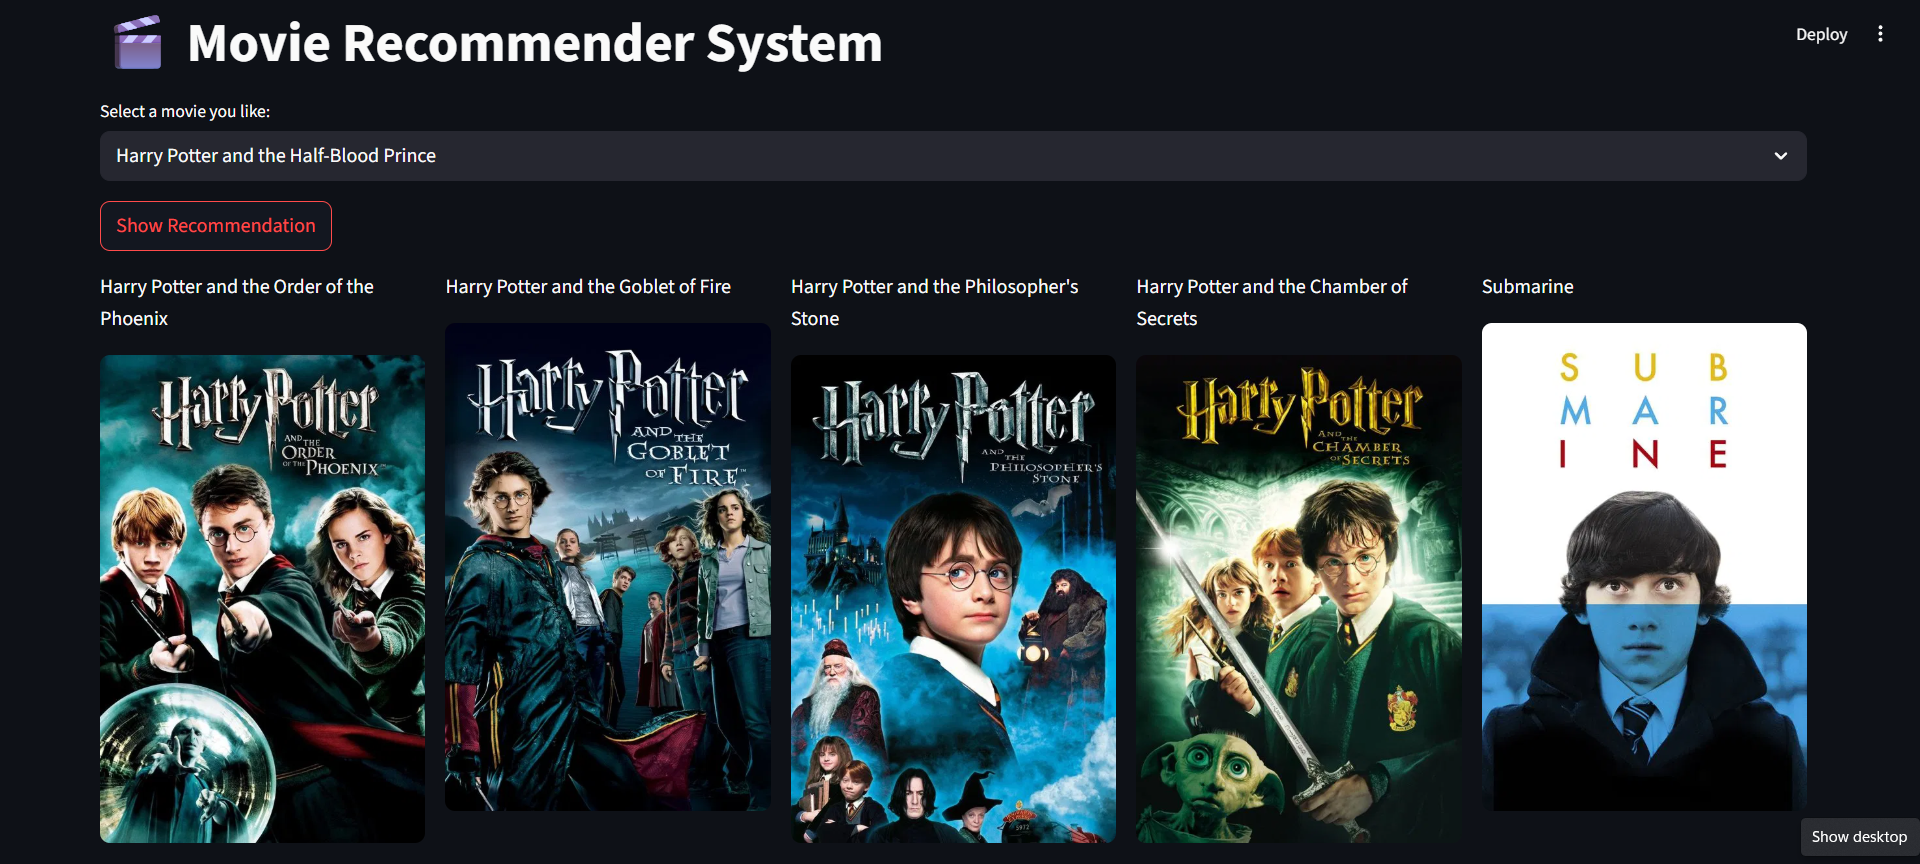 Movie Recommender System
Deploy
Select a movie you like:
Harry Potter and the Half-Blood Prince
Show Recommendation
Harry Potter and the Order of the
Phoenix
Harry Potter
AND THE
ORDER
OF THE PHOENIX
Harry Potter and the Goblet of Fire
Harry Potter
AND THE
GOBLET
OF FIRE
Harry Potter and the Philosopher's
Stone
Harry Potter
AND THE
PHILOSOPHER'S
STONE
5972
Harry Potter and the Chamber of
Secrets
Harry Potter
AND THE
CHAMBER
OF SECRETS
Submarine
S U B
M A R
I N E
Show desktop